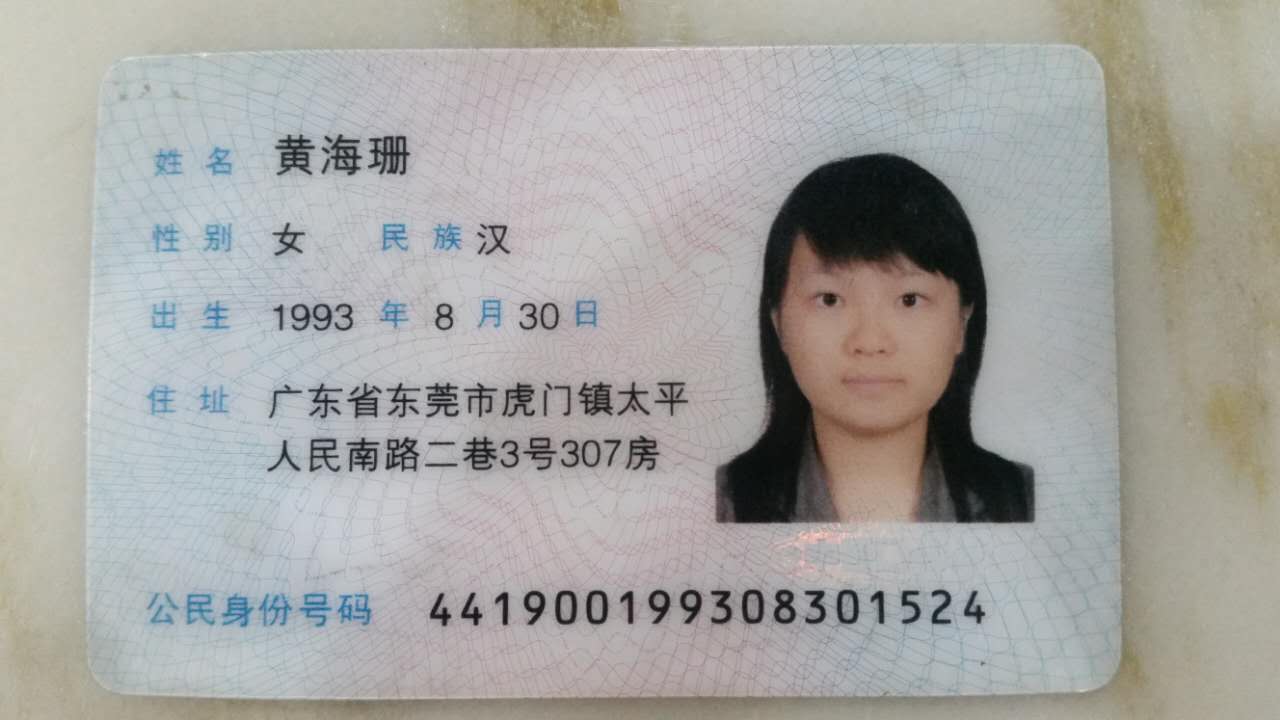 姓名 黄海珊
性别 女 民族 汉
出生 1993 年 8 月 30 日
住址 广东省东莞市虎门镇太平
人民南路二巷3号307房
公民身份号码 441900199308301524